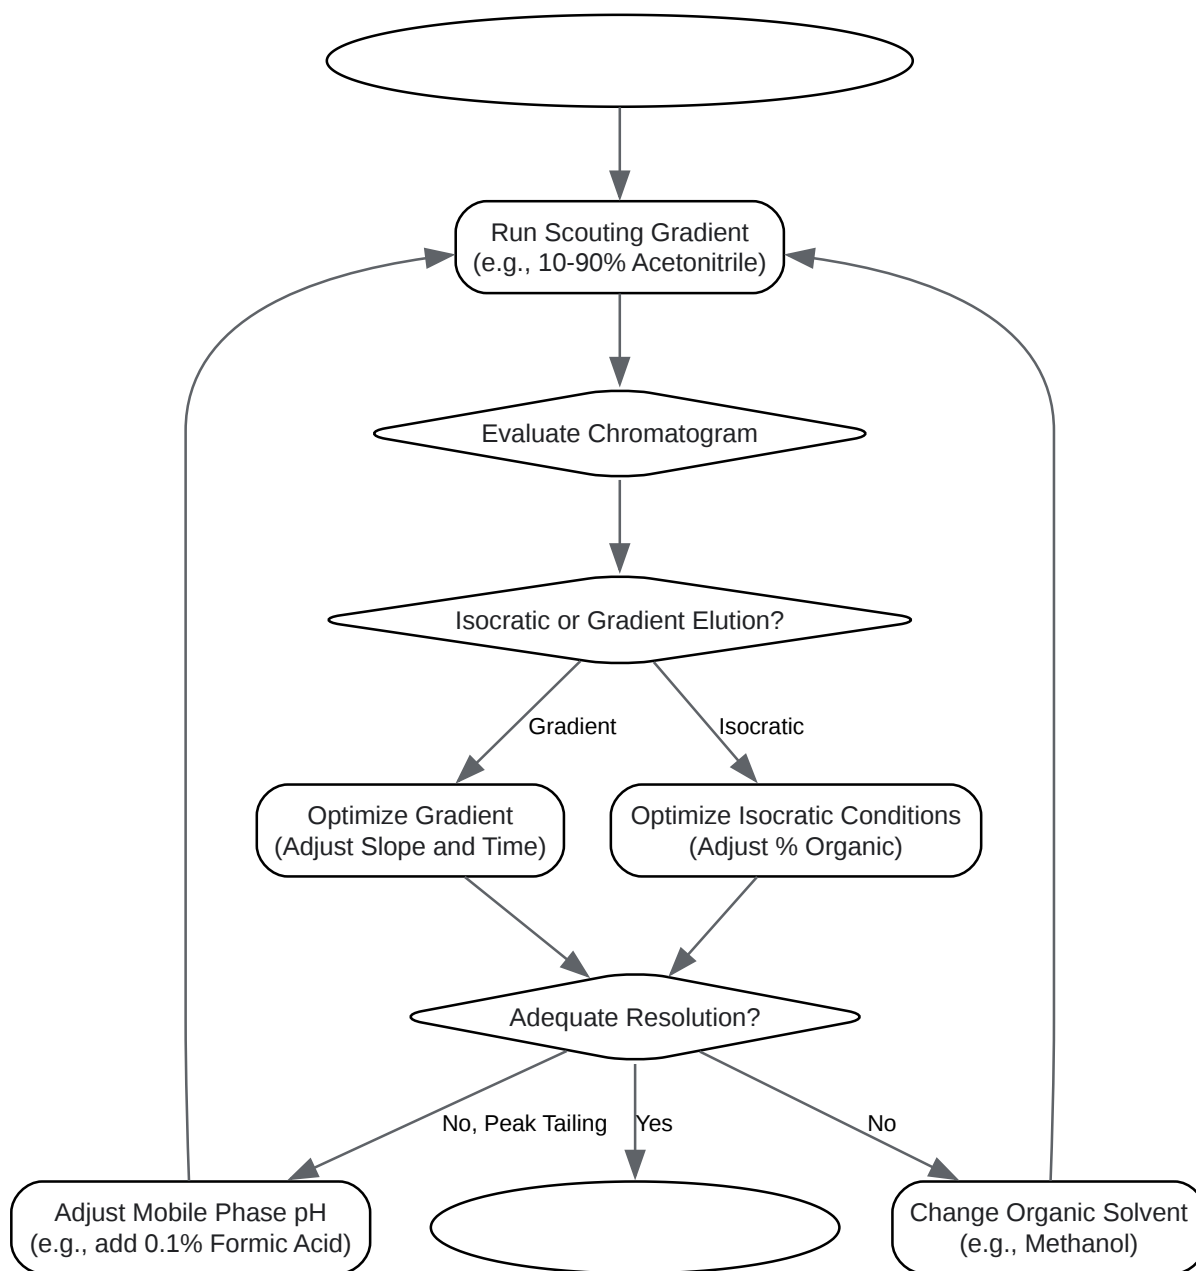 Run Scouting Gradient
(e.g., 10-90% Acetonitrile)
Evaluate Chromatogram
Isocratic or Gradient Elution?
Gradient
Isocratic
Optimize Gradient
(Adjust Slope and Time)
Optimize Isocratic Conditions
(Adjust % Organic)
Adequate Resolution?
No, Peak Tailing
Yes
No
Adjust Mobile Phase pH
(e.g., add 0.1% Formic Acid)
Change Organic Solvent
(e.g., Methanol)